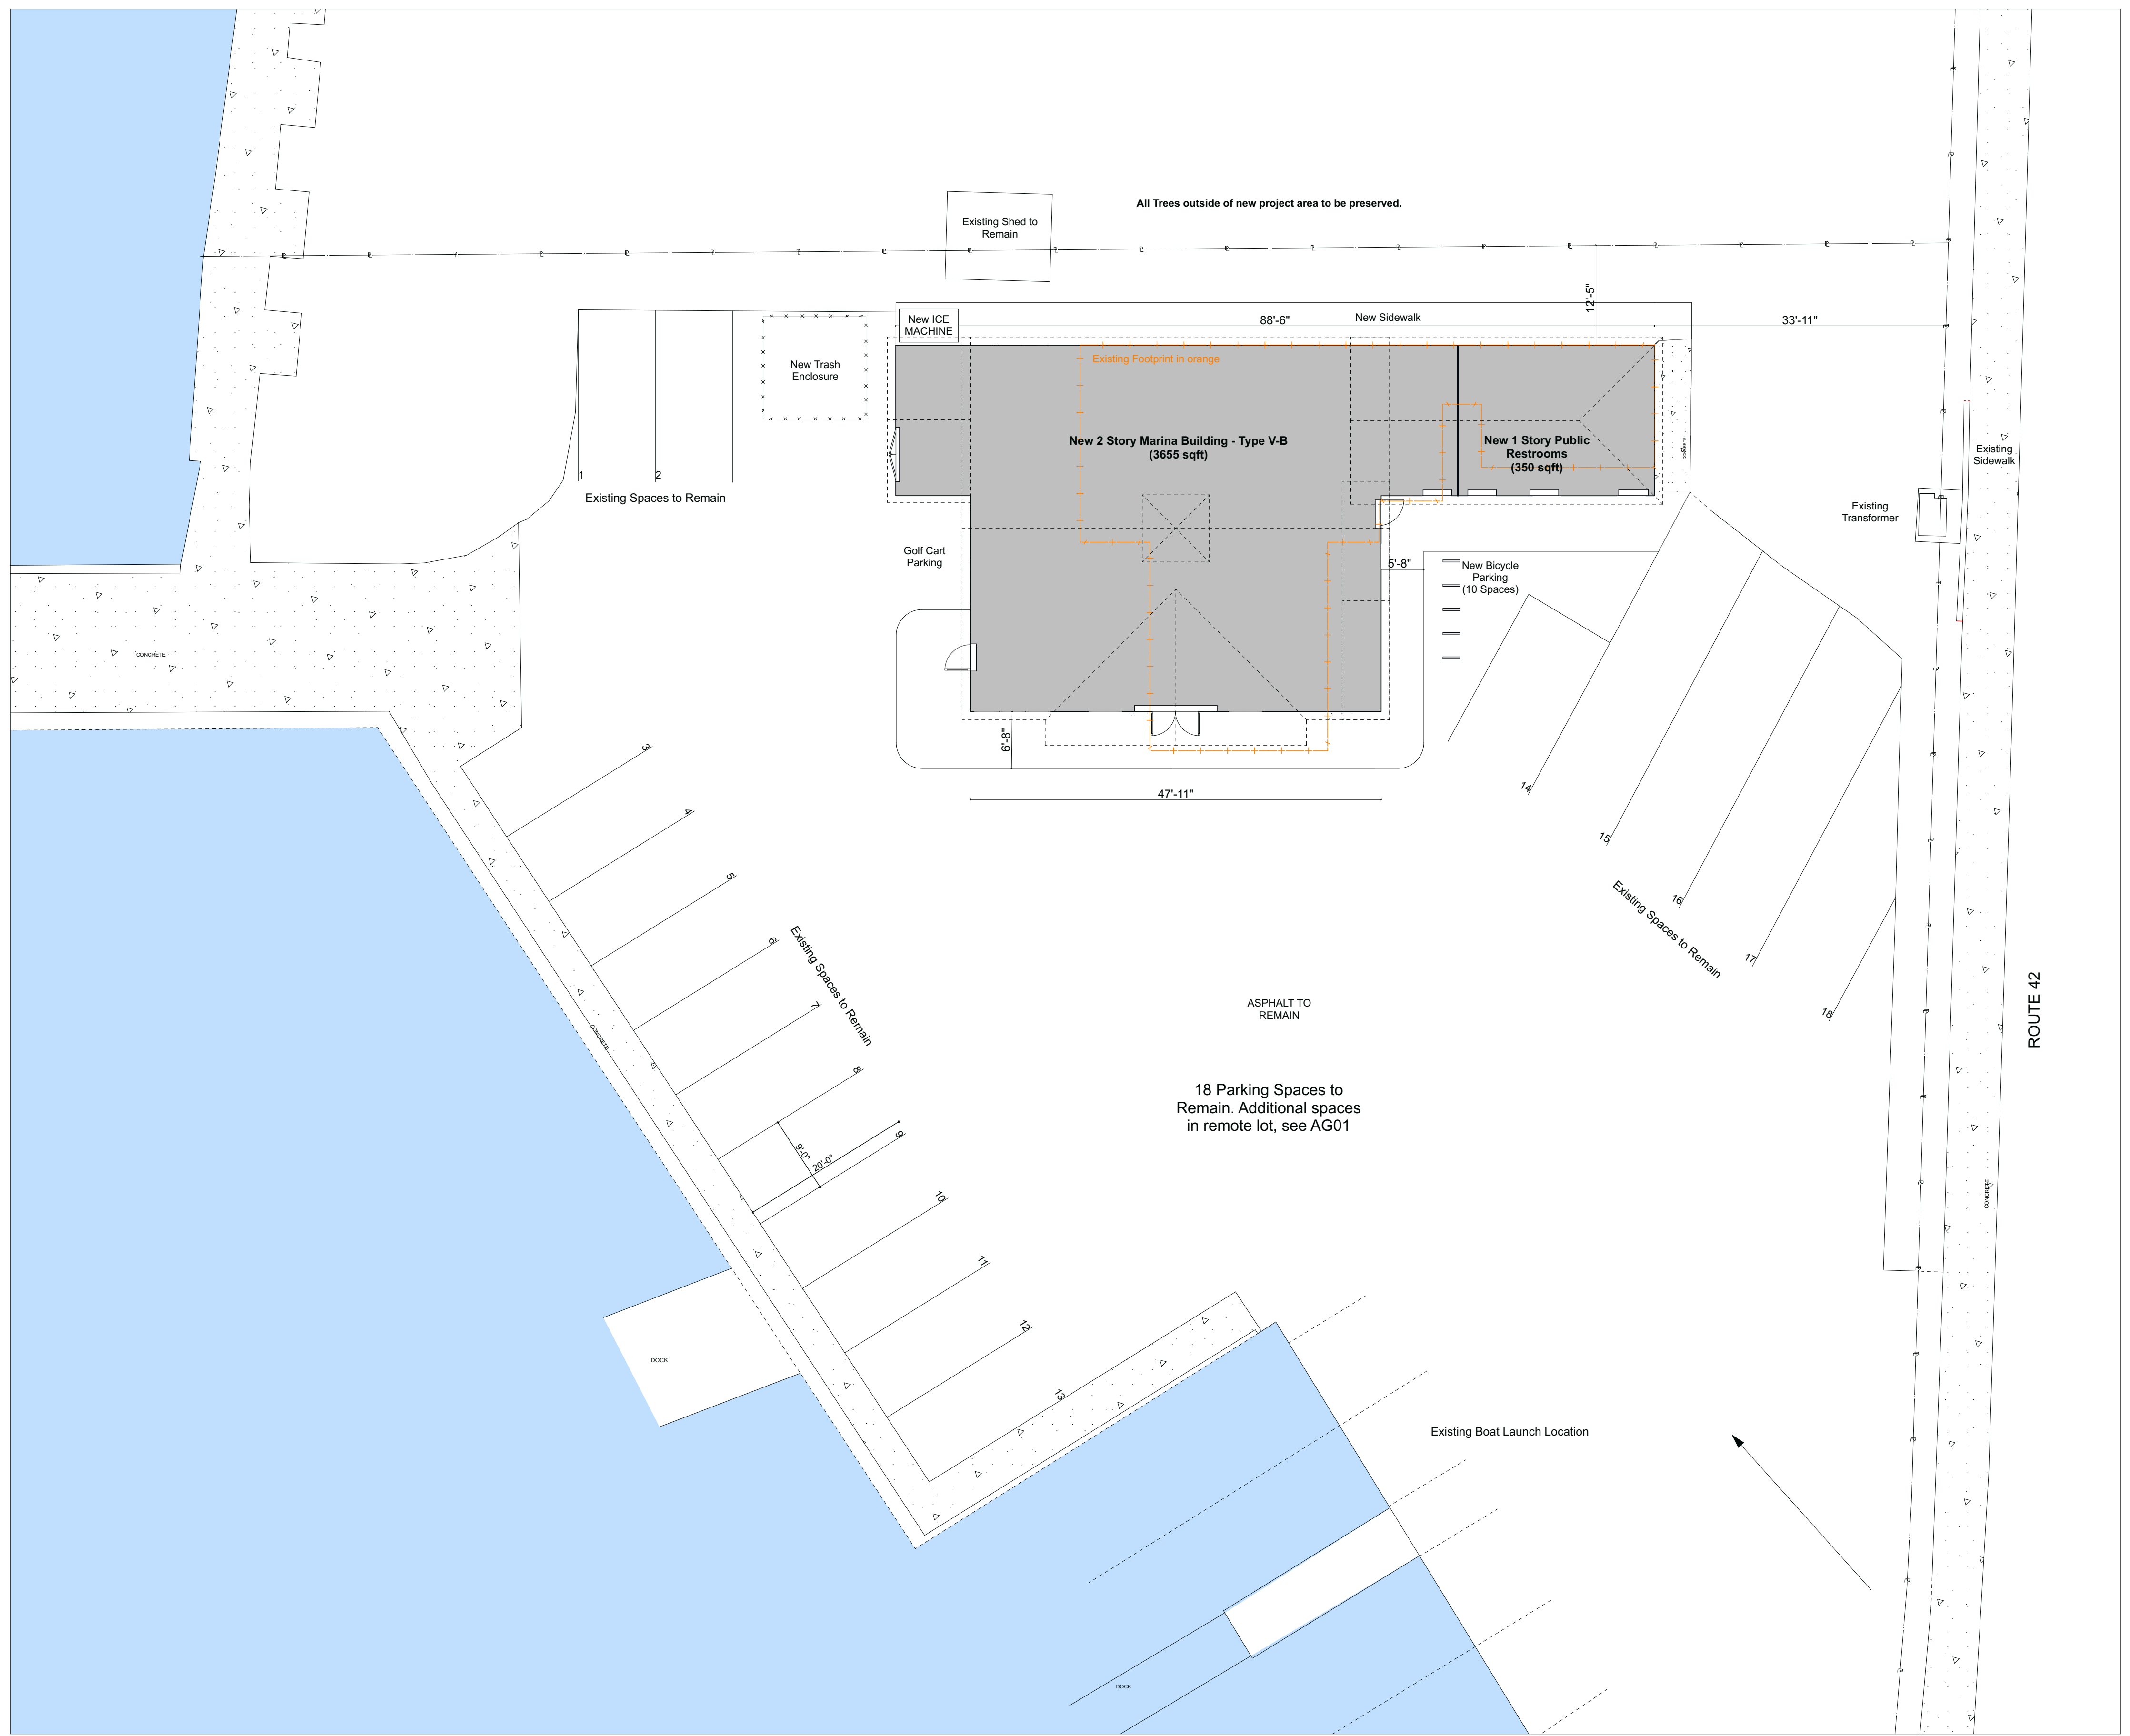 All Trees outside of new project area to be preserved.
Existing Shed to
Remain
12'-5"
New ICE
MACHINE
88'-6"
New Sidewalk
33'-11"
Existing Footprint in orange
New Trash
Enclosure
New 2 Story Marina Building - Type V-B
(3655 sqft)
New 1 Story Public
Restrooms
(350 sqft)
CONCRETE
Existing
Sidewalk
1
2
Existing Spaces to Remain
Existing
Transformer
Golf Cart
Parking
5'-8"
New Bicycle
Parking
(10 Spaces)
CONCRETE
6'-8"
47'-11"
3
4
5
6
7
8
9
10
11
12
13
14
15
16
17
18
Existing Spaces to Remain
Existing Spaces to Remain
CONCRETE
9'-0"
20'-0"
ASPHALT TO
REMAIN
18 Parking Spaces to
Remain. Additional spaces
in remote lot, see AG01
ROUTE 42
CONCRETE
DOCK
Existing Boat Launch Location
DOCK